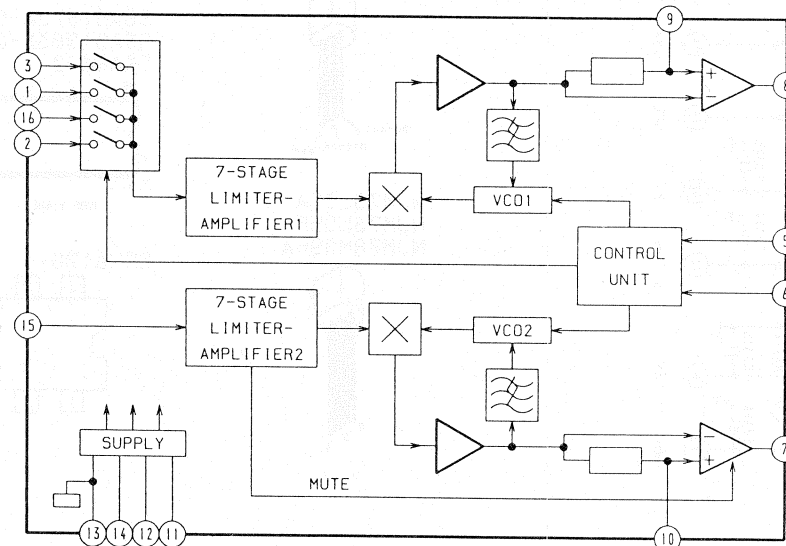 9
3
1
16
2
+
−
8
7-STAGE
LIMITER-
AMPLIFIER1
VCO1
5
CONTROL
UNIT
6
7-STAGE
LIMITER-
AMPLIFIER2
15
VCO2
SUPPLY
−
+
7
MUTE
13 14 12 11
10